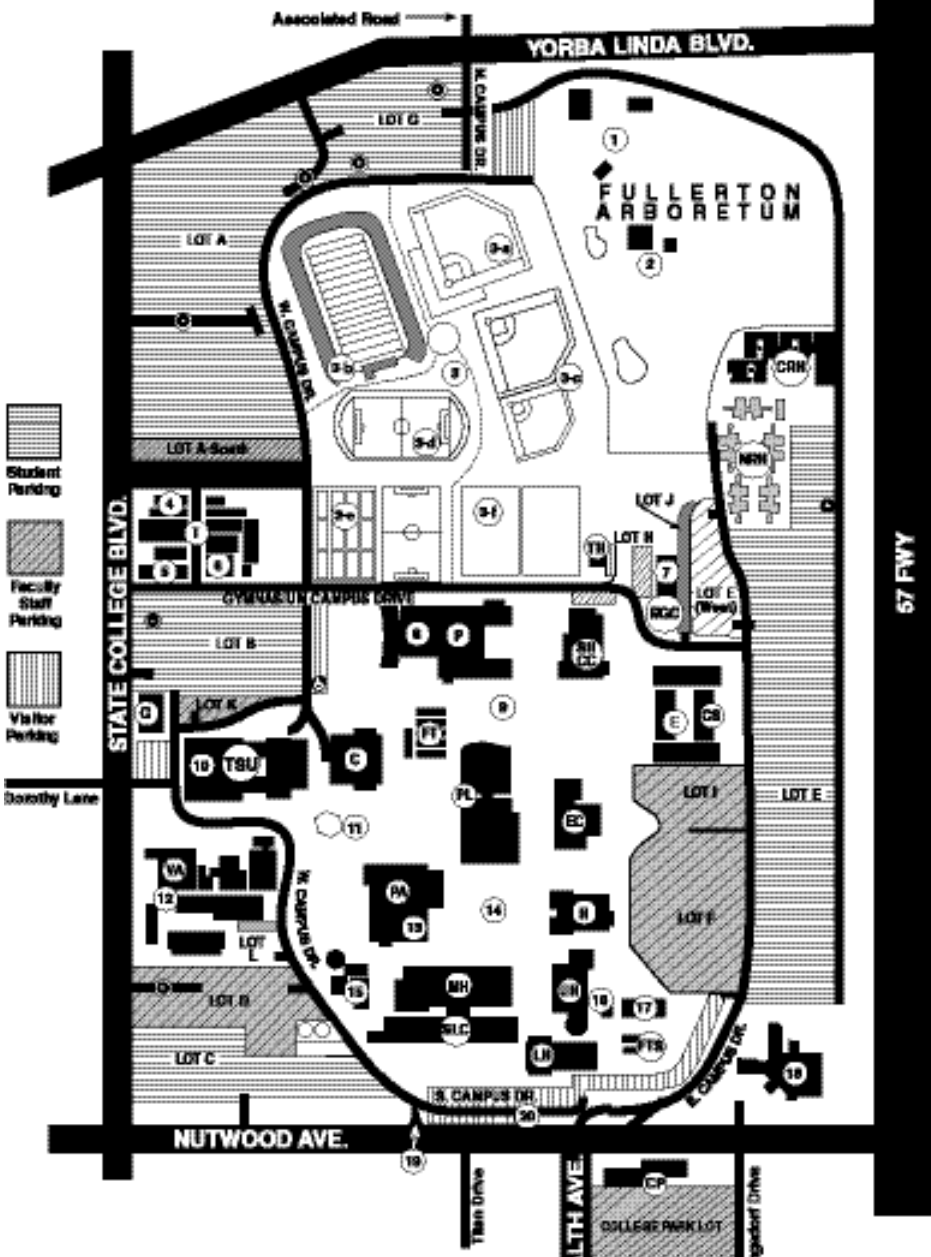 Associated Road
YORBA LINDA BLVD.
N. CAMPUS DR.
LOT G
1
FULLERTON
ARBORETUM
LOT A
3-a
2
W. CAMPUS DR.
3-b
3
3-c
CRH
3-d
LOT A-South
Student
Parking
MRH
LOT J
4
T
3-e
3-f
LOT H
TH
5
6
7
LOT E
(West)
Faculty
Staff
Parking
GYMNASIUM CAMPUS DRIVE
RGC
57 FWY
STATE COLLEGE BLVD.
LOT B
P
SH
CC
Visitor
Parking
LOT K
G
FT
9
E
CS
10
TSU
C
Dorothy Lane
PL
LOT I
LOT E
11
EC
VA
12
PA
13
14
H
LOT F
LOT
L
W. CAMPUS DR.
15
MH
16
17
LOT D
SLC
LH
FTS
LOT C
E. CAMPUS DR.
18
S. CAMPUS DR.
20
NUTWOOD AVE.
19
Titan Drive
CP
COLLEGE PARK LOT